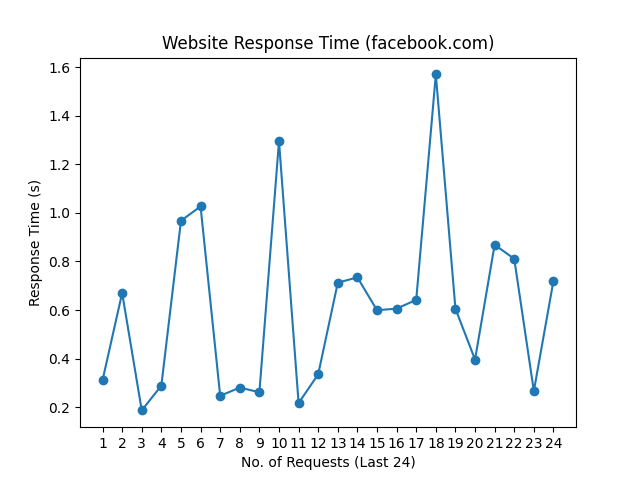 Website Response Time (facebook.com)
1.6
1.4
1.2
1.0
0.8
0.6
0.4
0.2
Response Time (s)
1 2 3 4 5 6 7 8 9 10 11 12 13 14 15 16 17 18 19 20 21 22 23 24
No. of Requests (Last 24)